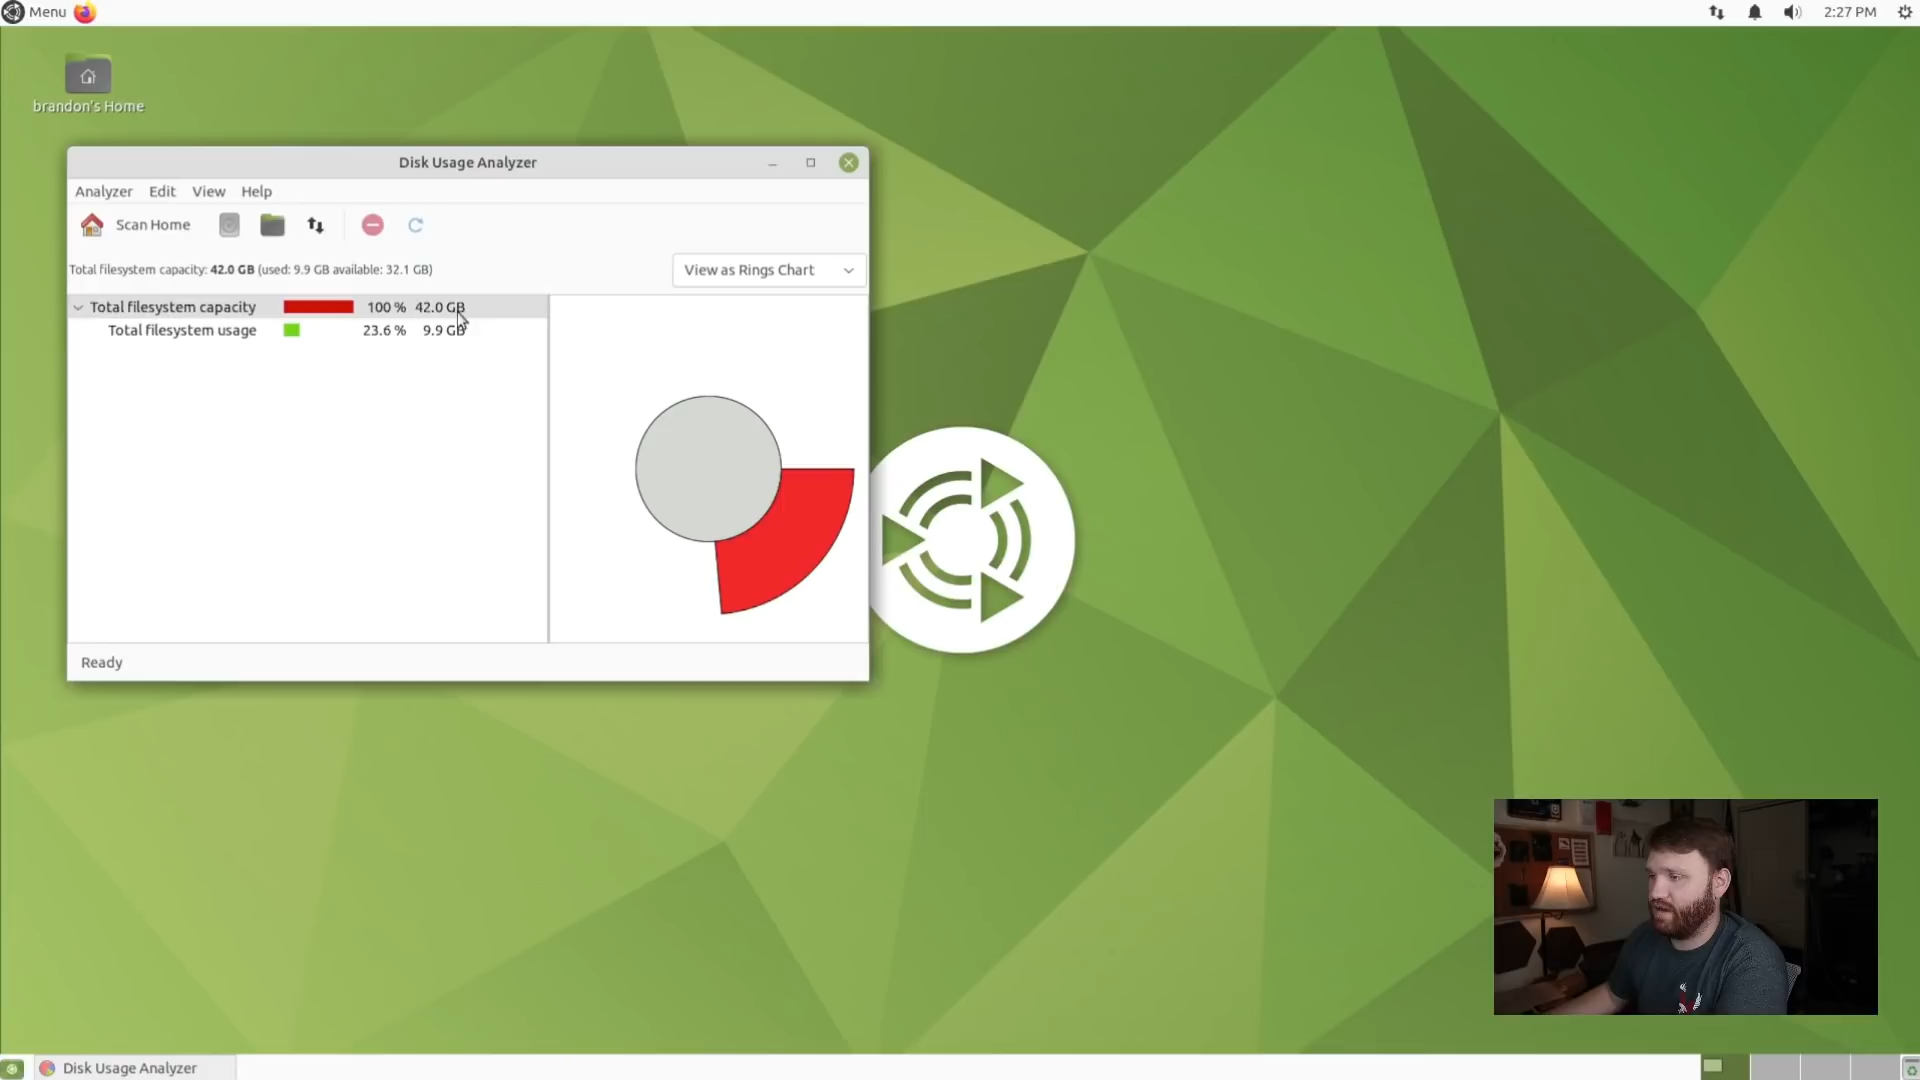 Menu
2:27 PM
brandon's Home
Disk Usage Analyzer
Analyzer Edit View Help
Scan Home
Total filesystem capacity: 42.0 GB (used: 9.9 GB available: 32.1 GB)
View as Rings Chart
Total filesystem capacity 100 % 42.0 GB
Total filesystem usage 23.6 % 9.9 GB
Ready
Disk Usage Analyzer